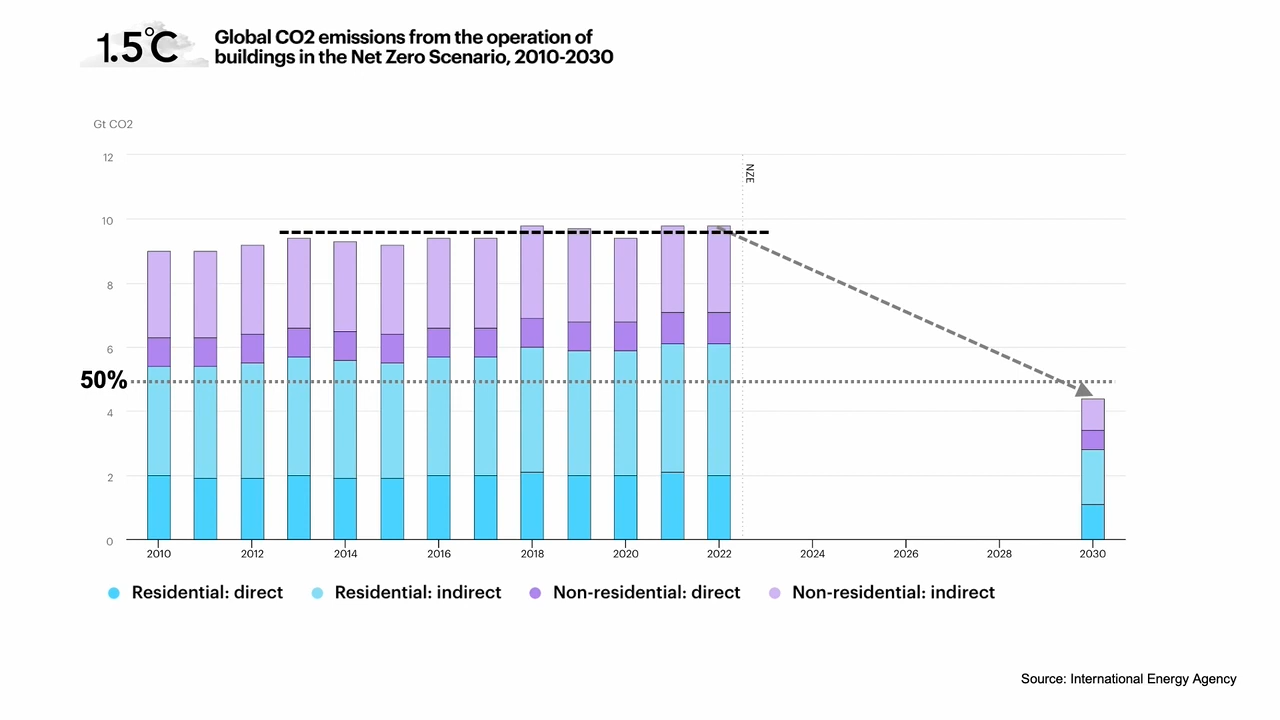 1.5°C
Global CO2 emissions from the operation of
buildings in the Net Zero Scenario, 2010-2030
Gt CO2
12
NZE
10
8
6
50%
4
2
0
2010 2012 2014 2016 2018 2020 2022 2024 2026 2028 2030
Residential: direct Residential: indirect Non-residential: direct Non-residential: indirect
Source: International Energy Agency